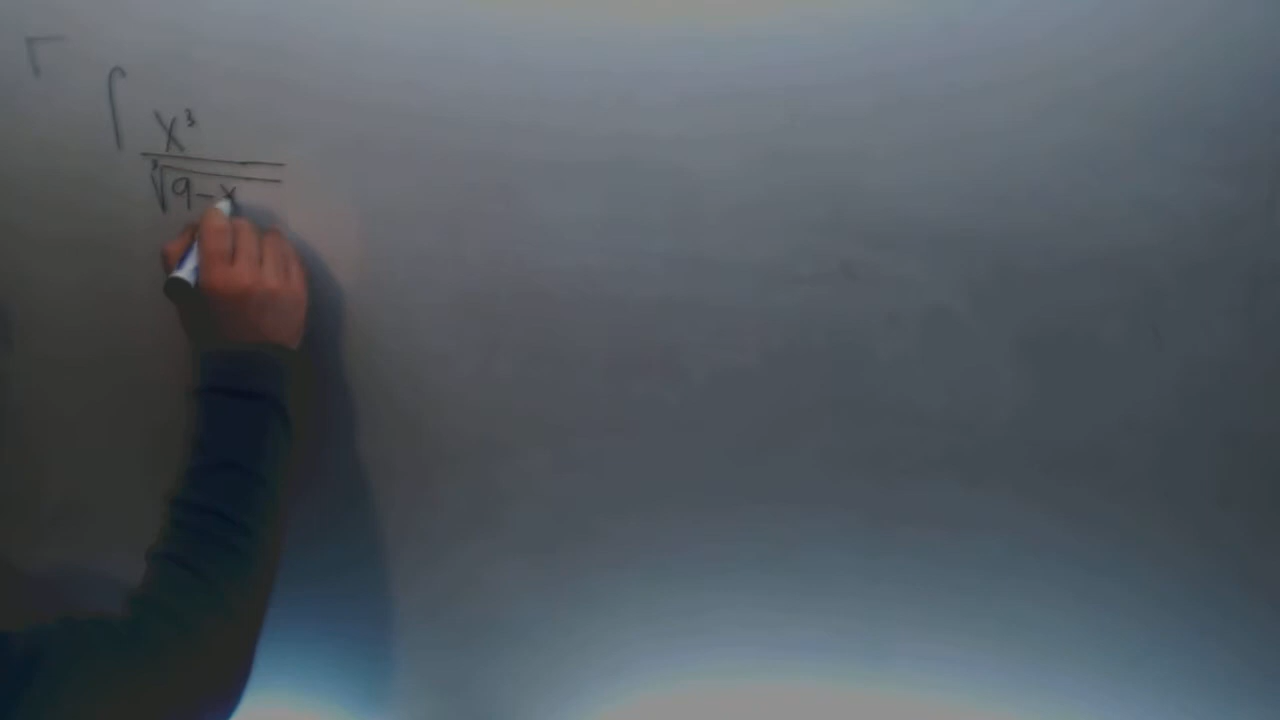 ∫ x³
∛9-x